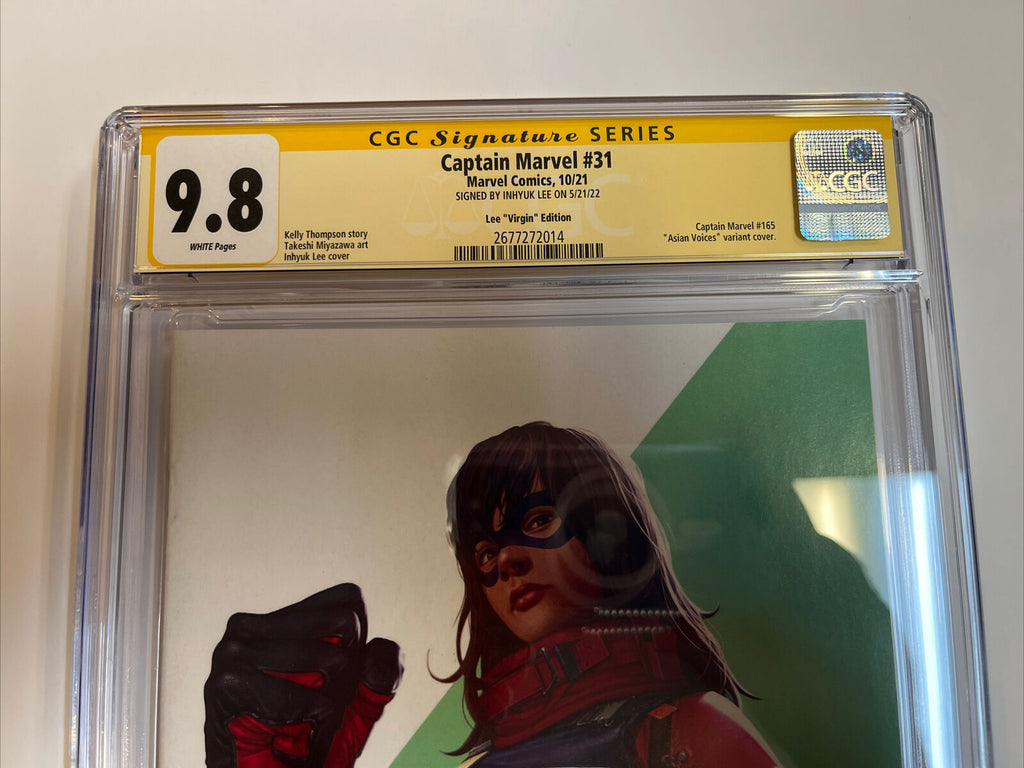 CGC Signature SERIES
9.8
WHITE Pages
Captain Marvel #31
Marvel Comics, 10/21
SIGNED BY INHYUK LEE ON 5/21/22
Lee "Virgin" Edition
2677272014
Kelly Thompson story
Takeshi Miyazawa art
Inhyuk Lee cover
Captain Marvel #165
"Asian Voices" variant cover.
CGC
CGC